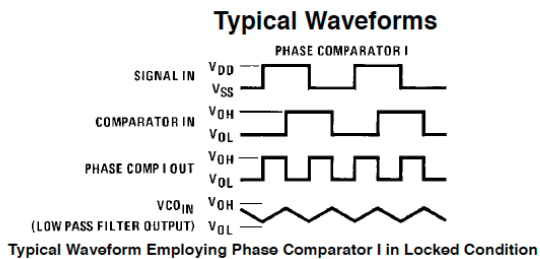 Typical Waveforms
PHASE COMPARATOR I
SIGNAL IN
VDD
VSS
COMPARATOR IN
VOH
VOL
PHASE COMP I OUT
VOH
VOL
VCOIN
(LOW PASS FILTER OUTPUT)
VOH
VOL
Typical Waveform Employing Phase Comparator I in Locked Condition